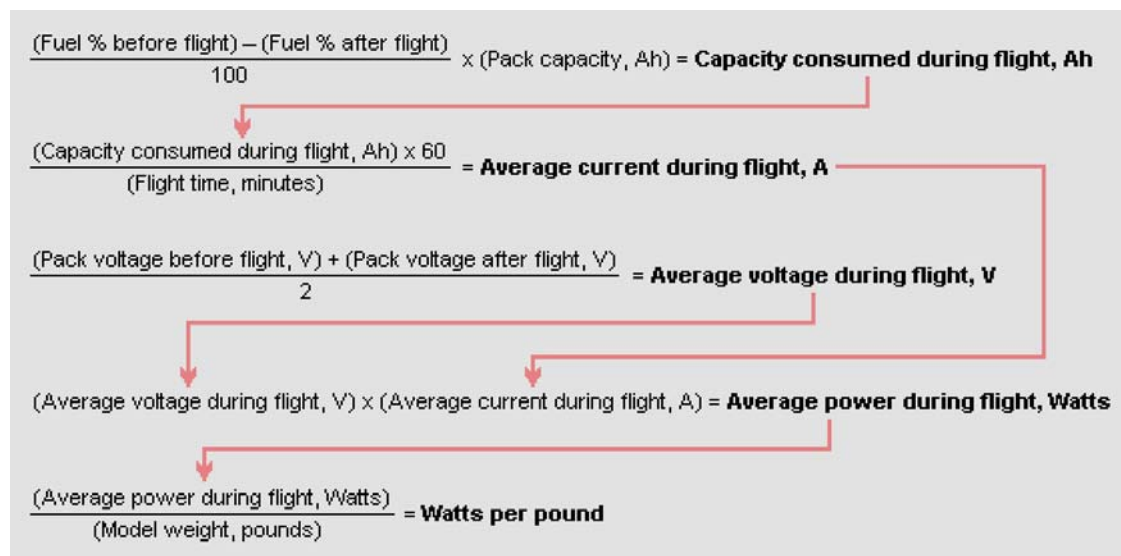 (Fuel % before flight) – (Fuel % after flight)
100
x (Pack capacity, Ah) = Capacity consumed during flight, Ah
(Capacity consumed during flight, Ah) x 60
(Flight time, minutes)
= Average current during flight, A
(Pack voltage before flight, V) + (Pack voltage after flight, V)
2
= Average voltage during flight, V
(Average voltage during flight, V) x (Average current during flight, A) = Average power during flight, Watts
(Average power during flight, Watts)
(Model weight, pounds)
= Watts per pound